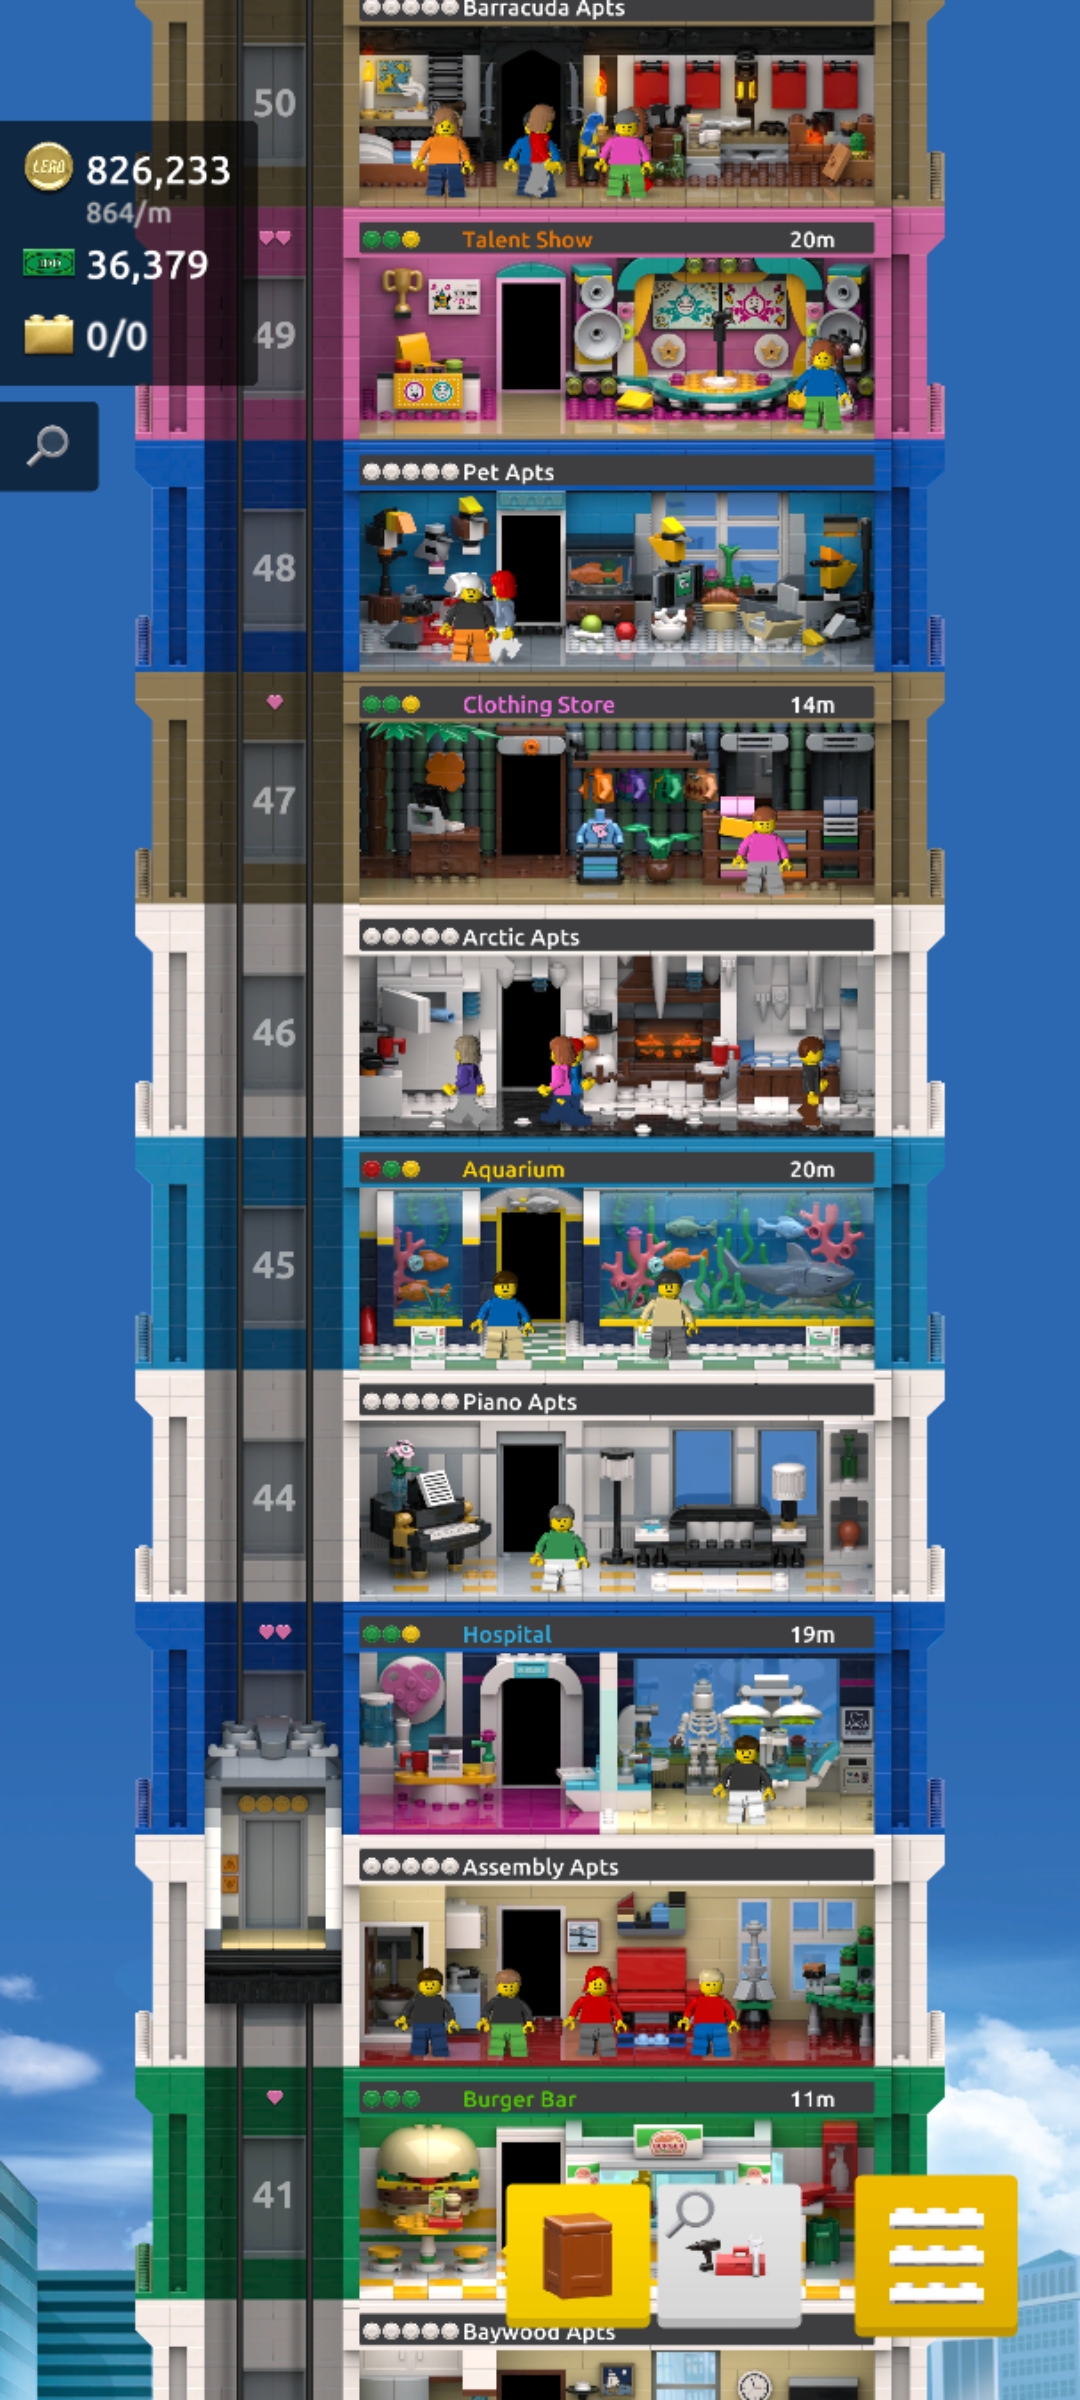 Barracuda Apts
50
LEGO
826,233
864/m
36,379
0/0
Talent Show 20m
49
Pet Apts
48
Clothing Store 14m
47
Arctic Apts
46
Aquarium 20m
45
Piano Apts
44
Hospital 19m
Assembly Apts
Burger Bar 11m
41
Baywood Apts